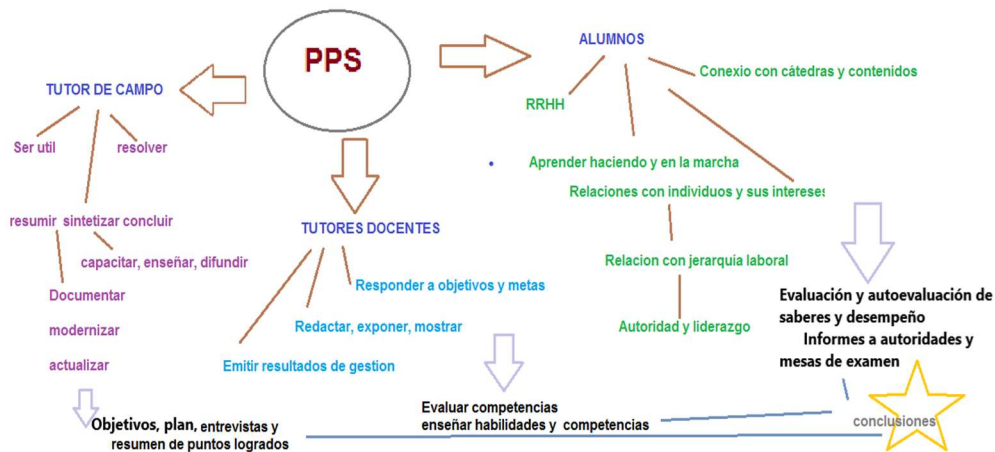 PPS
ALUMNOS
Conexio con cátedras y contenidos
TUTOR DE CAMPO
RRHH
Ser util
resolver
Aprender haciendo y en la marcha
Relaciones con individuos y sus intereses
resumir sintetizar concluir
TUTORES DOCENTES
capacitar, enseñar, difundir
Relacion con jerarquia laboral
Responder a objetivos y metas
Documentar
modernizar
actualizar
Redactar, exponer, mostrar
Autoridad y liderazgo
Emitir resultados de gestion
Evaluación y autoevaluación de
saberes y desempeño
Informes a autoridades y
mesas de examen
Objetivos, plan, entrevistas y
resumen de puntos logrados
Evaluar competencias
enseñar habilidades y competencias
conclusiones